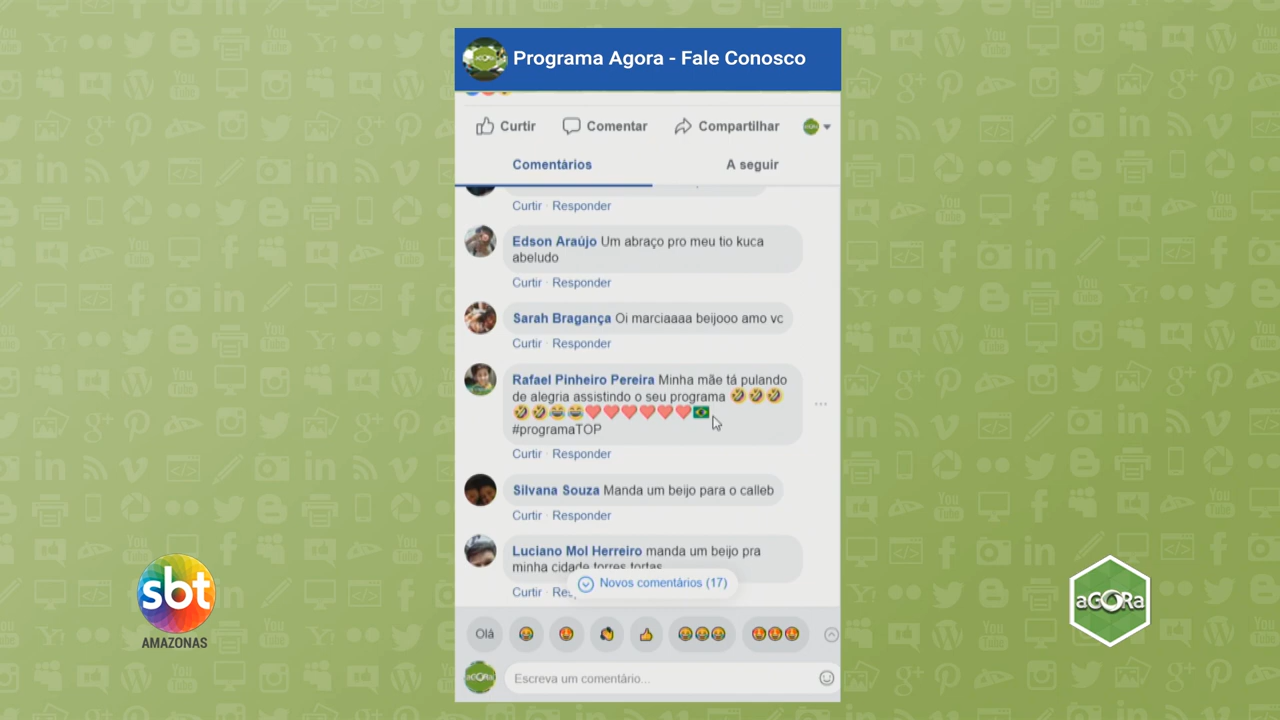 Programa Agora - Fale Conosco
Curtir Comentar Compartilhar
Comentários A seguir
Curtir · Responder
Edson Araújo Um abraço pro meu tio kuca
abeludo
Curtir · Responder
Sarah Bragança Oi marciaaaa beijooo amo vc
Curtir · Responder
Rafael Pinheiro Pereira Minha mãe tá pulando
de alegria assistindo o seu programa 🤣🤣🤣
🤣🤣😂😂❤❤❤❤❤❤🇧🇷
#programaTOP
Curtir · Responder
Silvana Souza Manda um beijo para o calleb
Curtir · Responder
Luciano Mol Herreiro manda um beijo pra
minha cidade torres tortas
Novos comentários (17)
Curtir ·
Olá
Escreva um comentário...
sbt
AMAZONAS
aGORa